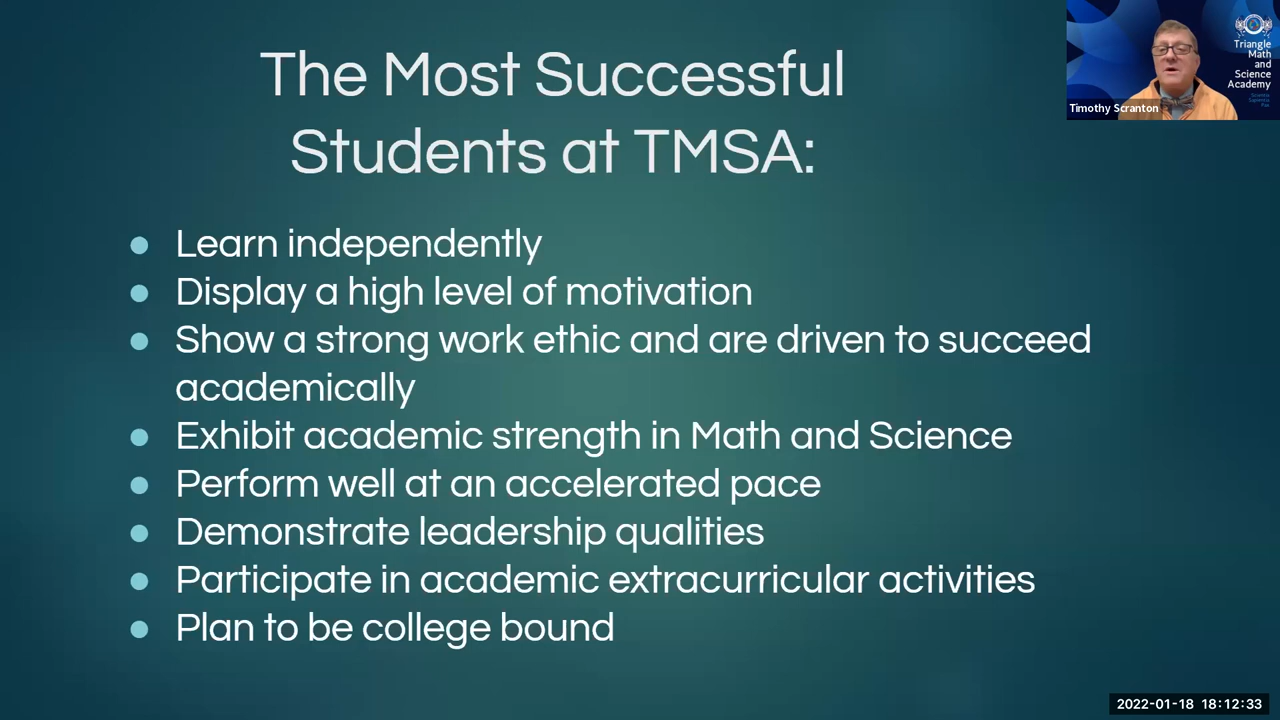 The Most Successful
Students at TMSA:
● Learn independently
● Display a high level of motivation
● Show a strong work ethic and are driven to succeed
academically
● Exhibit academic strength in Math and Science
● Perform well at an accelerated pace
● Demonstrate leadership qualities
● Participate in academic extracurricular activities
● Plan to be college bound
Triangle
Math
and
Science
Academy
Timothy Scranton
2022-01-18 18:12:33